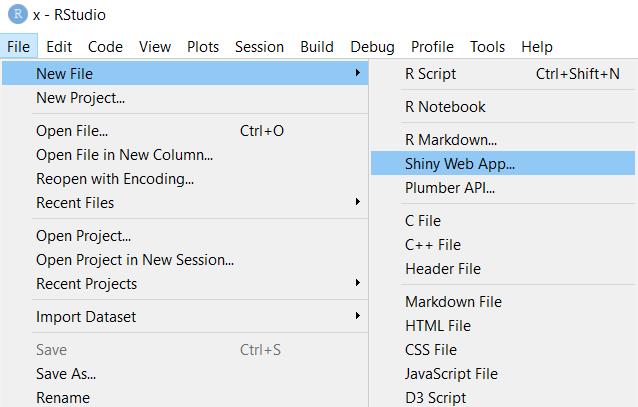 R x - RStudio
File Edit Code View Plots Session Build Debug Profile Tools Help
New File
New Project...
Open File... Ctrl+O
Open File in New Column...
Reopen with Encoding...
Recent Files
Open Project...
Open Project in New Session...
Recent Projects
Import Dataset
Save Ctrl+S
Save As...
Rename
R Script Ctrl+Shift+N
R Notebook
R Markdown...
Shiny Web App...
Plumber API...
C File
C++ File
Header File
Markdown File
HTML File
CSS File
JavaScript File
D3 Script